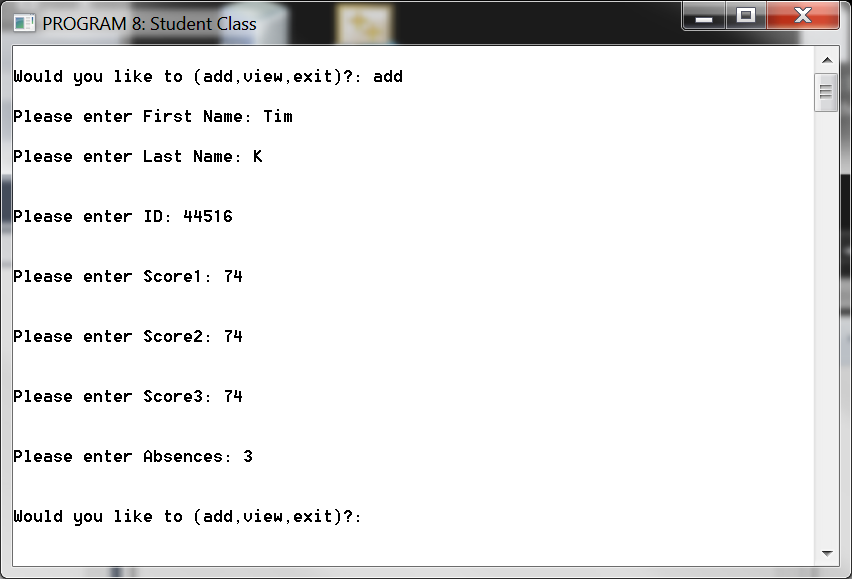 PROGRAM 8: Student Class
Would you like to (add,view,exit)?: add
Please enter First Name: Tim
Please enter Last Name: K
Please enter ID: 44516
Please enter Score1: 74
Please enter Score2: 74
Please enter Score3: 74
Please enter Absences: 3
Would you like to (add,view,exit)?: